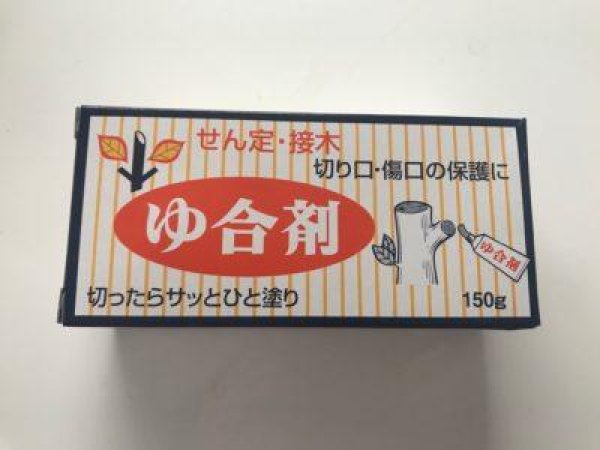 せん定・接木
切り口・傷口の保護に
ゆ合剤
ゆ合剤
切ったらサッとひと塗り
150g